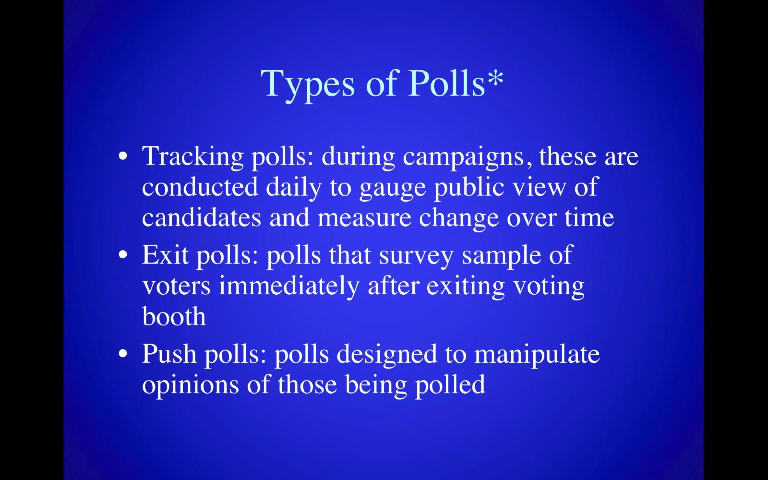 Types of Polls*
• Tracking polls: during campaigns, these are
conducted daily to gauge public view of
candidates and measure change over time
• Exit polls: polls that survey sample of
voters immediately after exiting voting
booth
• Push polls: polls designed to manipulate
opinions of those being polled